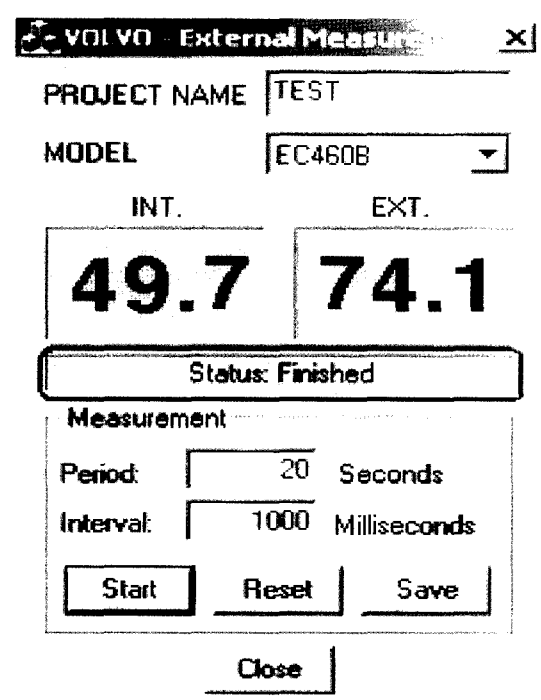 VOLVO - External Measure
PROJECT NAME TEST
MODEL EC460B
INT. EXT.
49.7 74.1
Status: Finished
Measurement
Period: 20 Seconds
Interval: 1000 Milliseconds
Start Reset Save
Close